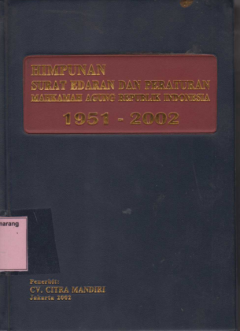 HIMPUNAN
SURAT EDARAN DAN PERATURAN
MAHKAMAH AGUNG REPUBLIK INDONESIA
1951 - 2002
marang
Penerbit:
CV. CITRA MANDIRI
Jakarta 2002